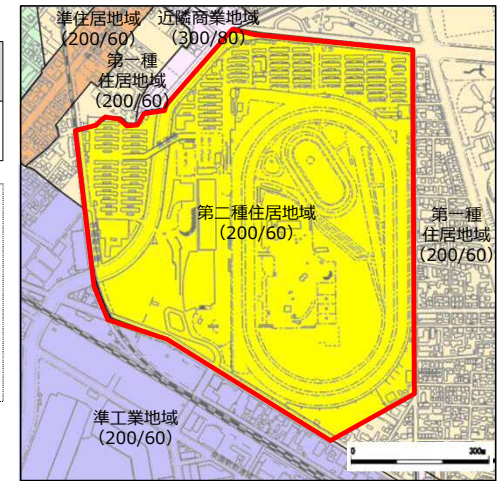 準住居地域
(200/60)
近隣商業地域
(300/80)
第一種
住居地域
(200/60)
第二種住居地域
(200/60)
第一種
住居地域
(200/60)
準工業地域
(200/60)
0
300m